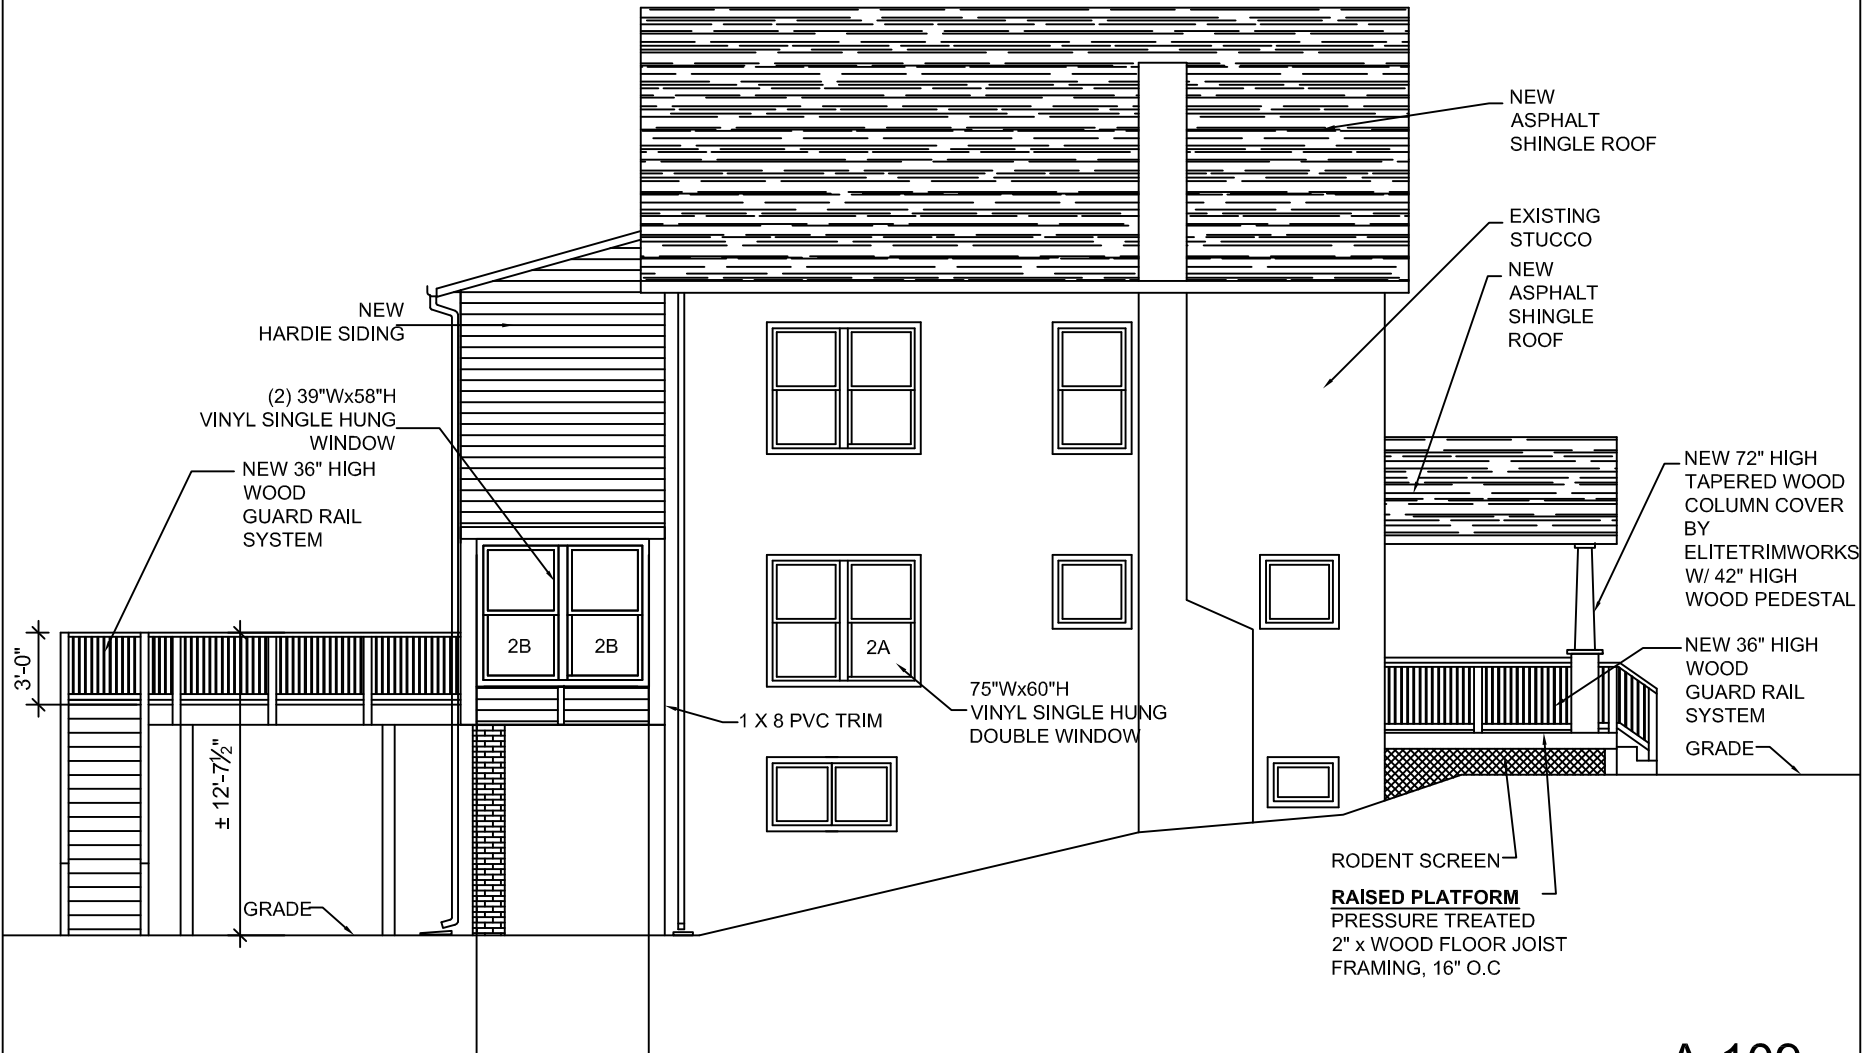 NEW
ASPHALT
SHINGLE ROOF
EXISTING
STUCCO
NEW
ASPHALT
SHINGLE
ROOF
NEW
HARDIE SIDING
(2) 39"Wx58"H
VINYL SINGLE HUNG
WINDOW
NEW 36" HIGH
WOOD
GUARD RAIL
SYSTEM
NEW 72" HIGH
TAPERED WOOD
COLUMN COVER
BY
ELITETRIMWORKS
W/ 42" HIGH
WOOD PEDESTAL
NEW 36" HIGH
WOOD
GUARD RAIL
SYSTEM
GRADE
3'-0"
± 12'-7½"
2B
2B
2A
75"Wx60"H
VINYL SINGLE HUNG
DOUBLE WINDOW
1 X 8 PVC TRIM
GRADE
RODENT SCREEN
RAISED PLATFORM
PRESSURE TREATED
2" x WOOD FLOOR JOIST
FRAMING, 16" O.C